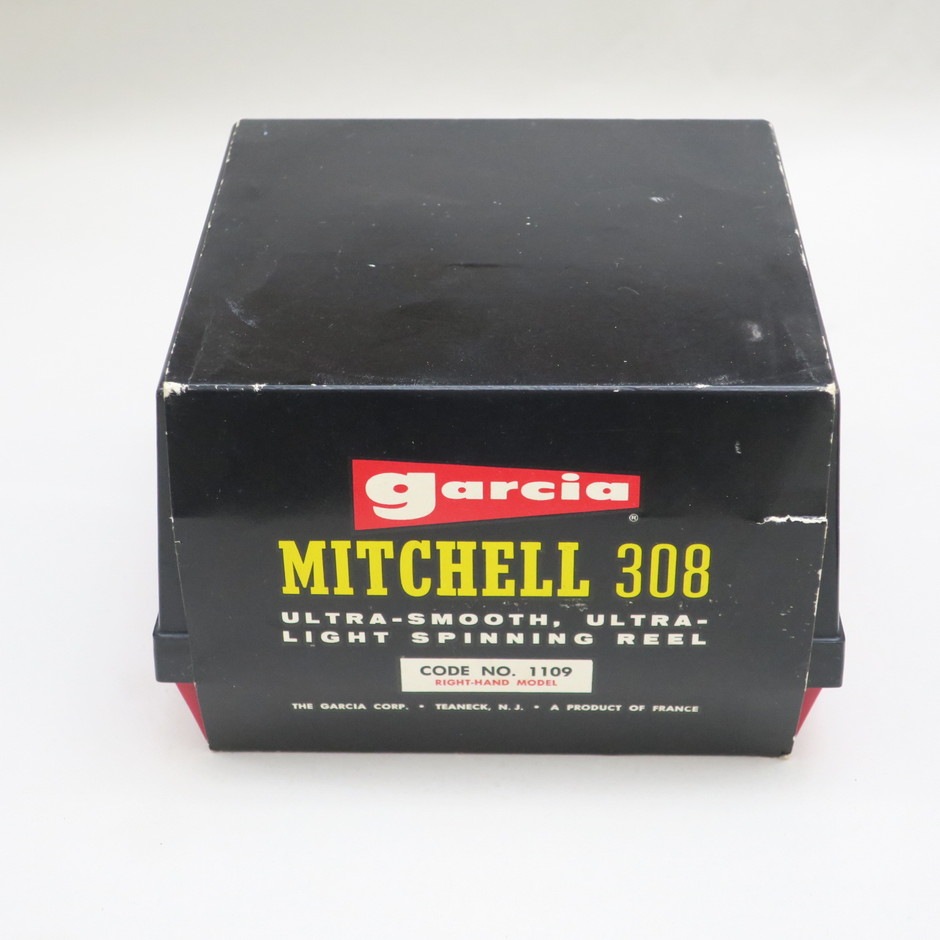 garcia
®
MITCHELL 308
ULTRA-SMOOTH, ULTRA-
LIGHT SPINNING REEL
CODE NO. 1109
RIGHT-HAND MODEL
THE GARCIA CORP. • TEANECK, N. J. • A PRODUCT OF FRANCE